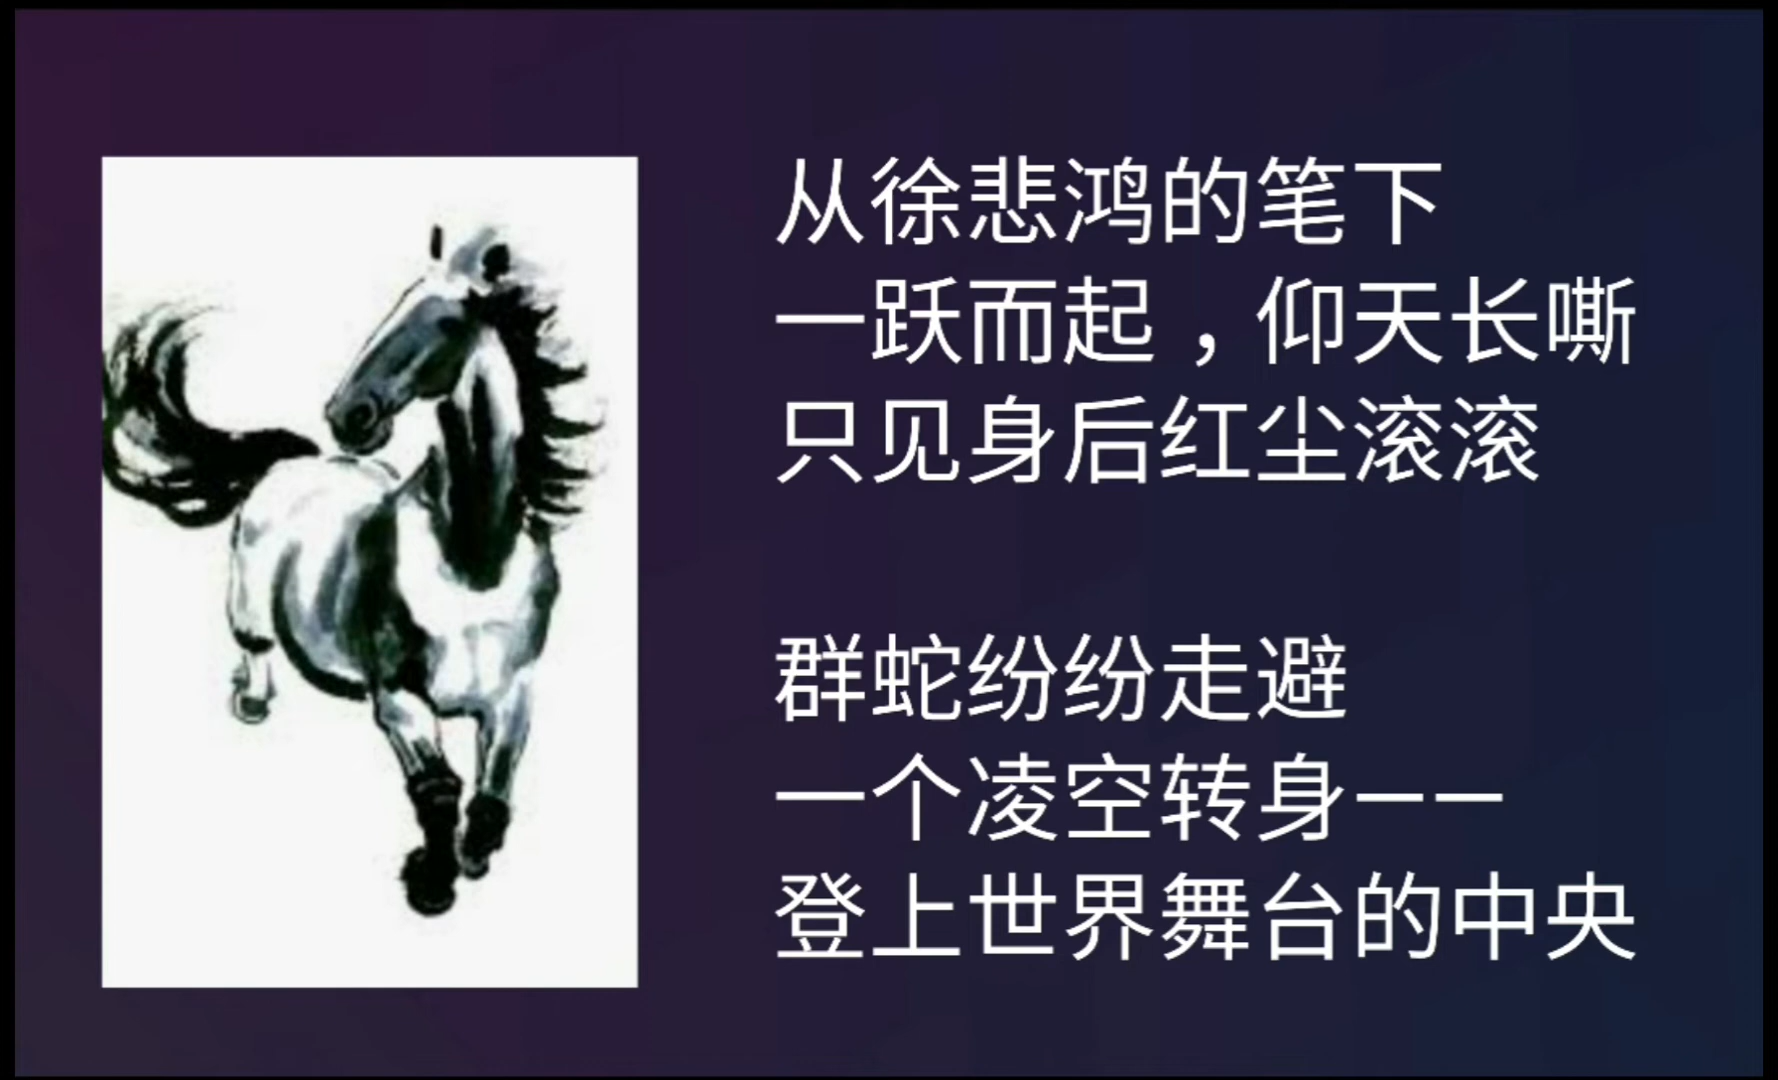 从徐悲鸿的笔下
一跃而起，仰天长嘶
只见身后红尘滚滚
群蛇纷纷走避
一个凌空转身——
登上世界舞台的中央